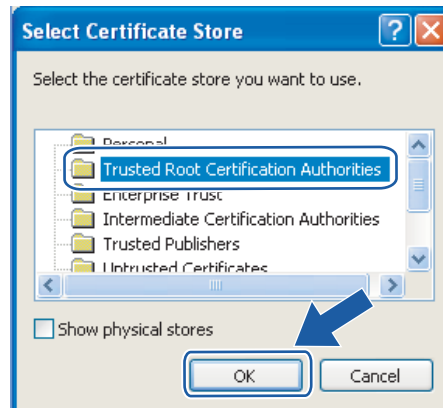 Select Certificate Store
Select the certificate store you want to use.
Personal
Trusted Root Certification Authorities
Enterprise Trust
Intermediate Certification Authorities
Trusted Publishers
Untrusted Certificates
Show physical stores
OK
Cancel